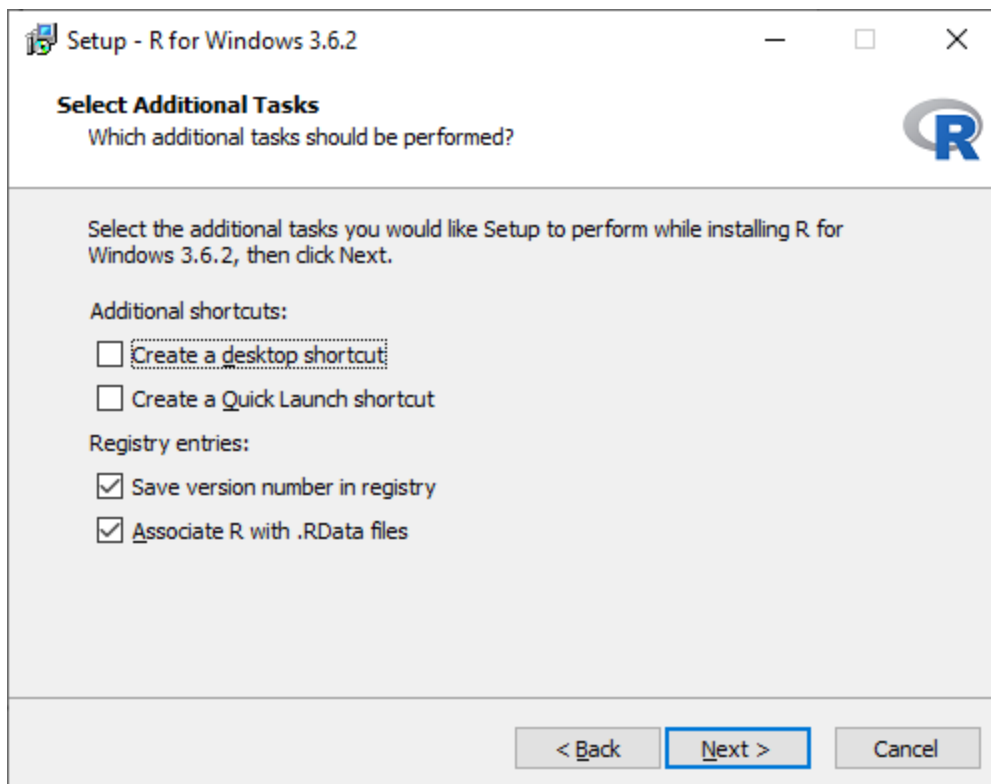 Setup - R for Windows 3.6.2
Select Additional Tasks
Which additional tasks should be performed?
R
Select the additional tasks you would like Setup to perform while installing R for
Windows 3.6.2, then click Next.
Additional shortcuts:
Create a desktop shortcut
Create a Quick Launch shortcut
Registry entries:
Save version number in registry
Associate R with .RData files
< Back
Next >
Cancel